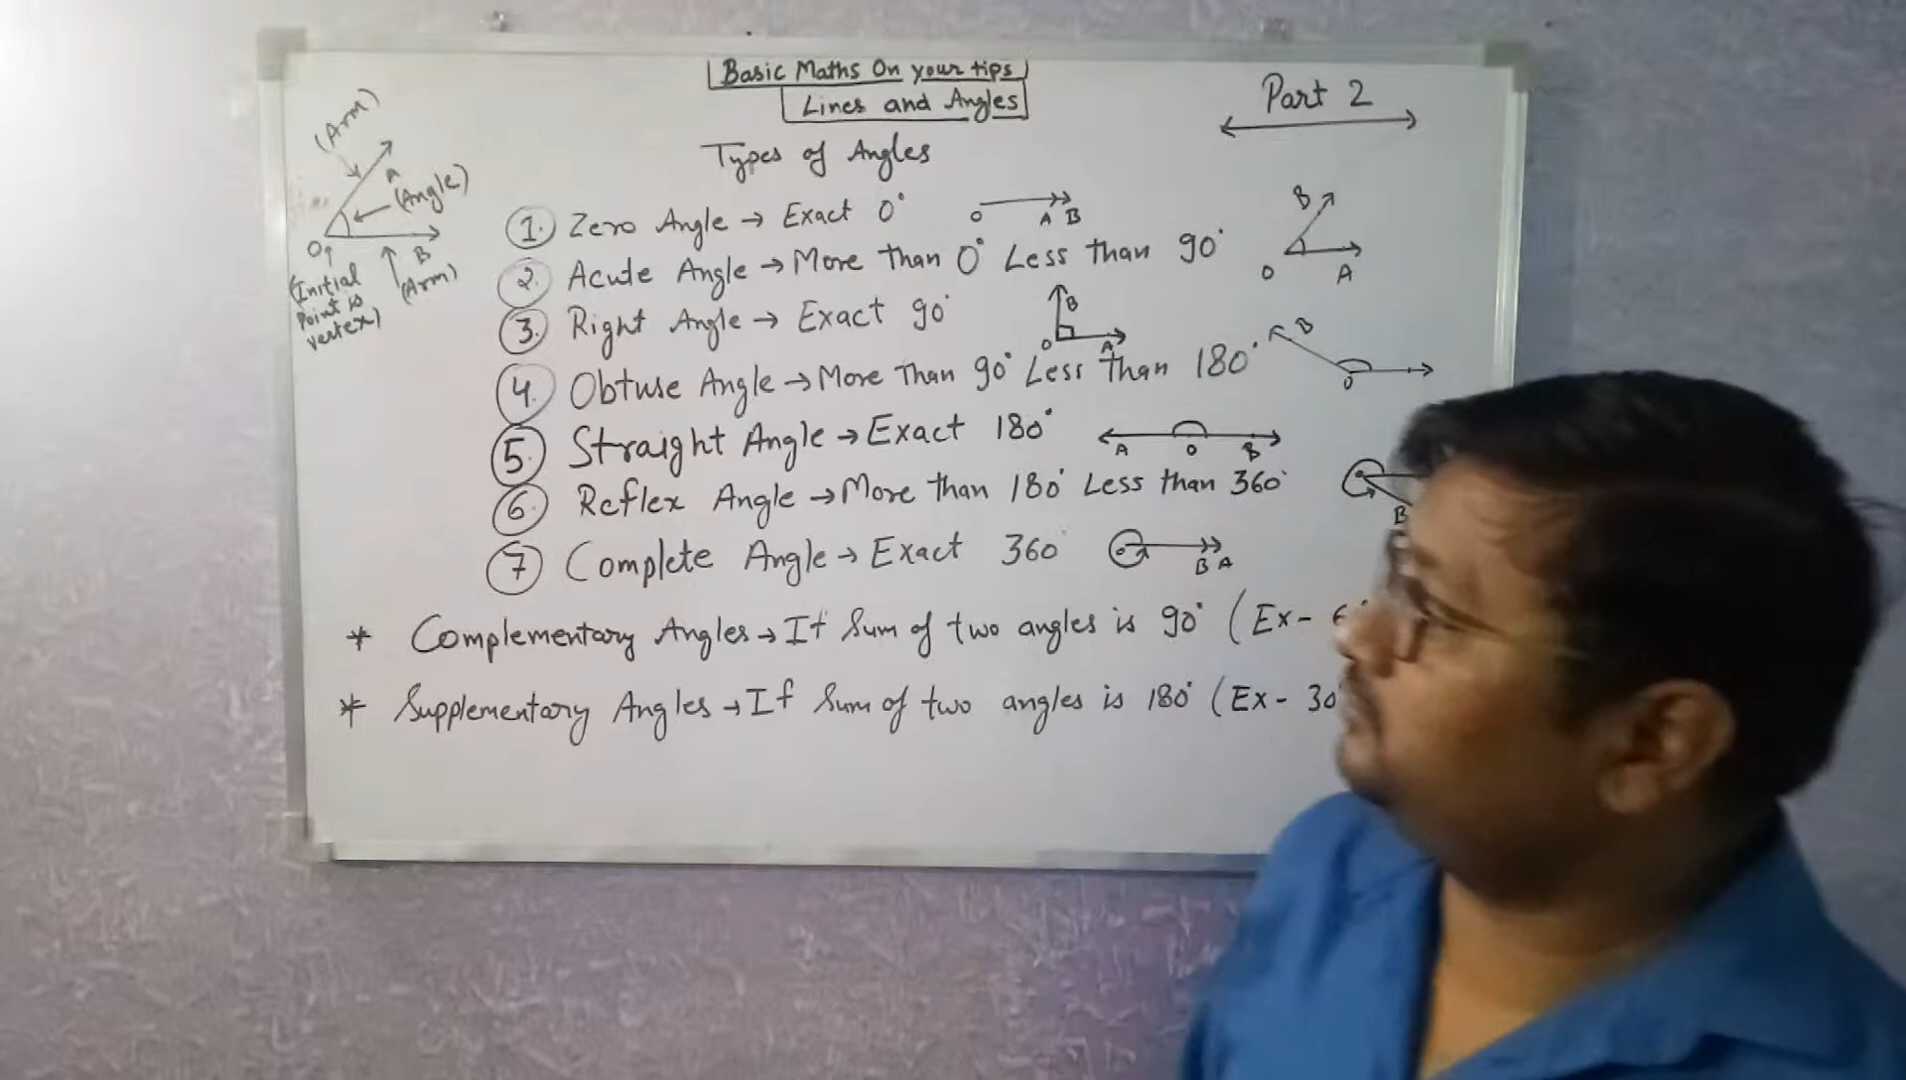 Basic Maths On your tips
Lines and Angles
Part 2
Types of Angles
(Arm)
A
(Angle)
O
B
(Arm)
(Initial
Point is
vertex)
1. Zero Angle → Exact 0°
O A B
2. Acute Angle → More Than 0° Less Than 90°
B
O A
3. Right Angle → Exact 90°
B
O A
4. Obtuse Angle → More Than 90° Less Than 180°
B
O
5. Straight Angle → Exact 180°
A O B
6. Reflex Angle → More than 180° Less than 360°
B
7 Complete Angle → Exact 360°
B A
* Complementary Angles → If Sum of two angles is 90° (Ex-
* Supplementary Angles → If Sum of two angles is 180° (Ex - 30